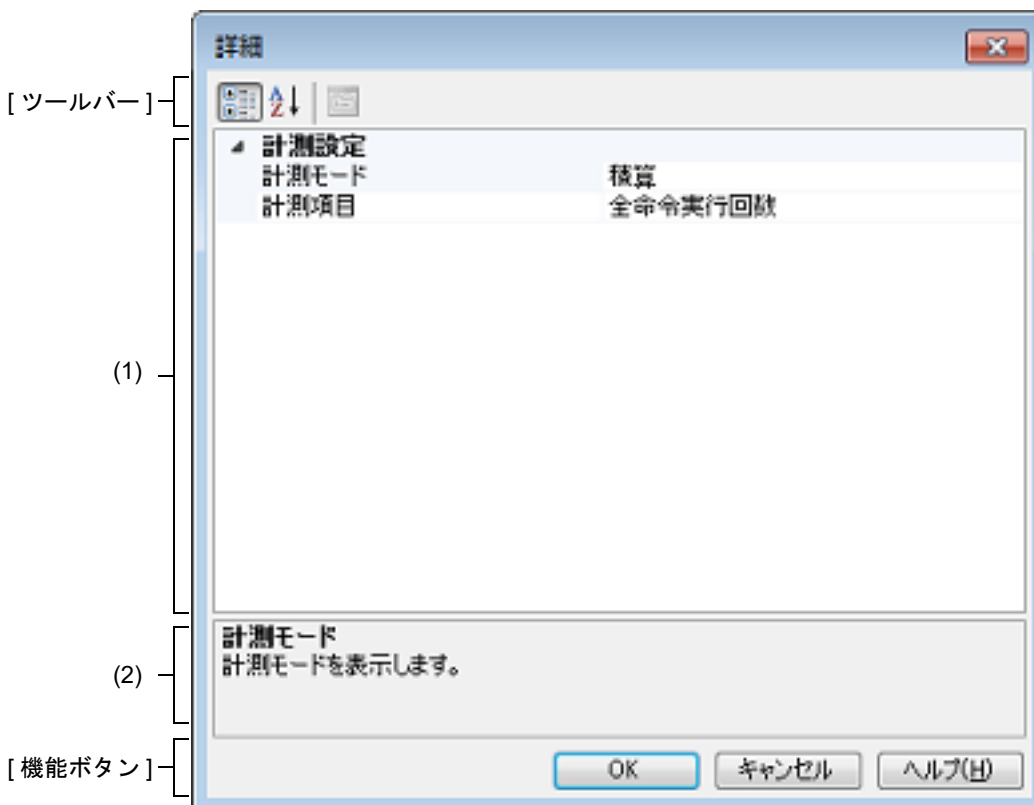 詳細
[ ツールバー ]
計測設定
計測モード 積算
計測項目 全命令実行回数
(1)
計測モード
計測モードを表示します。
(2)
[ 機能ボタン ]
OK キャンセル ヘルプ(H)